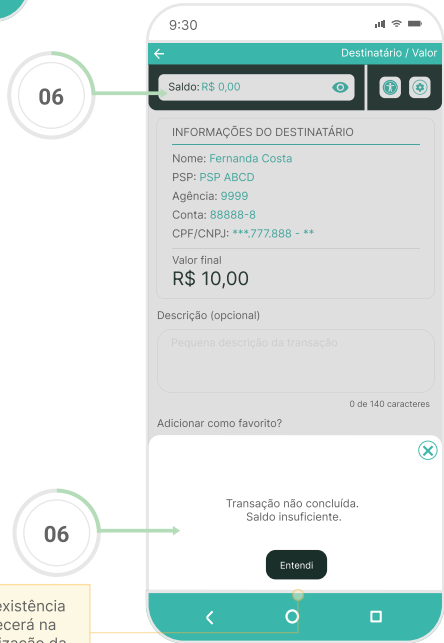 9:30
Destinatário / Valor
06
Saldo: R$ 0,00
INFORMAÇÕES DO DESTINATÁRIO
Nome: Fernanda Costa
PSP: PSP ABCD
Agência: 9999
Conta: 88888-8
CPF/CNPJ: ***.777.888 - **
Valor final
R$ 10,00
Descrição (opcional)
Pequena descrição da transação
0 de 140 caracteres
Adicionar como favorito?
06
Transação não concluída.
Saldo insuficiente.
Entendi
existência
ecerá na